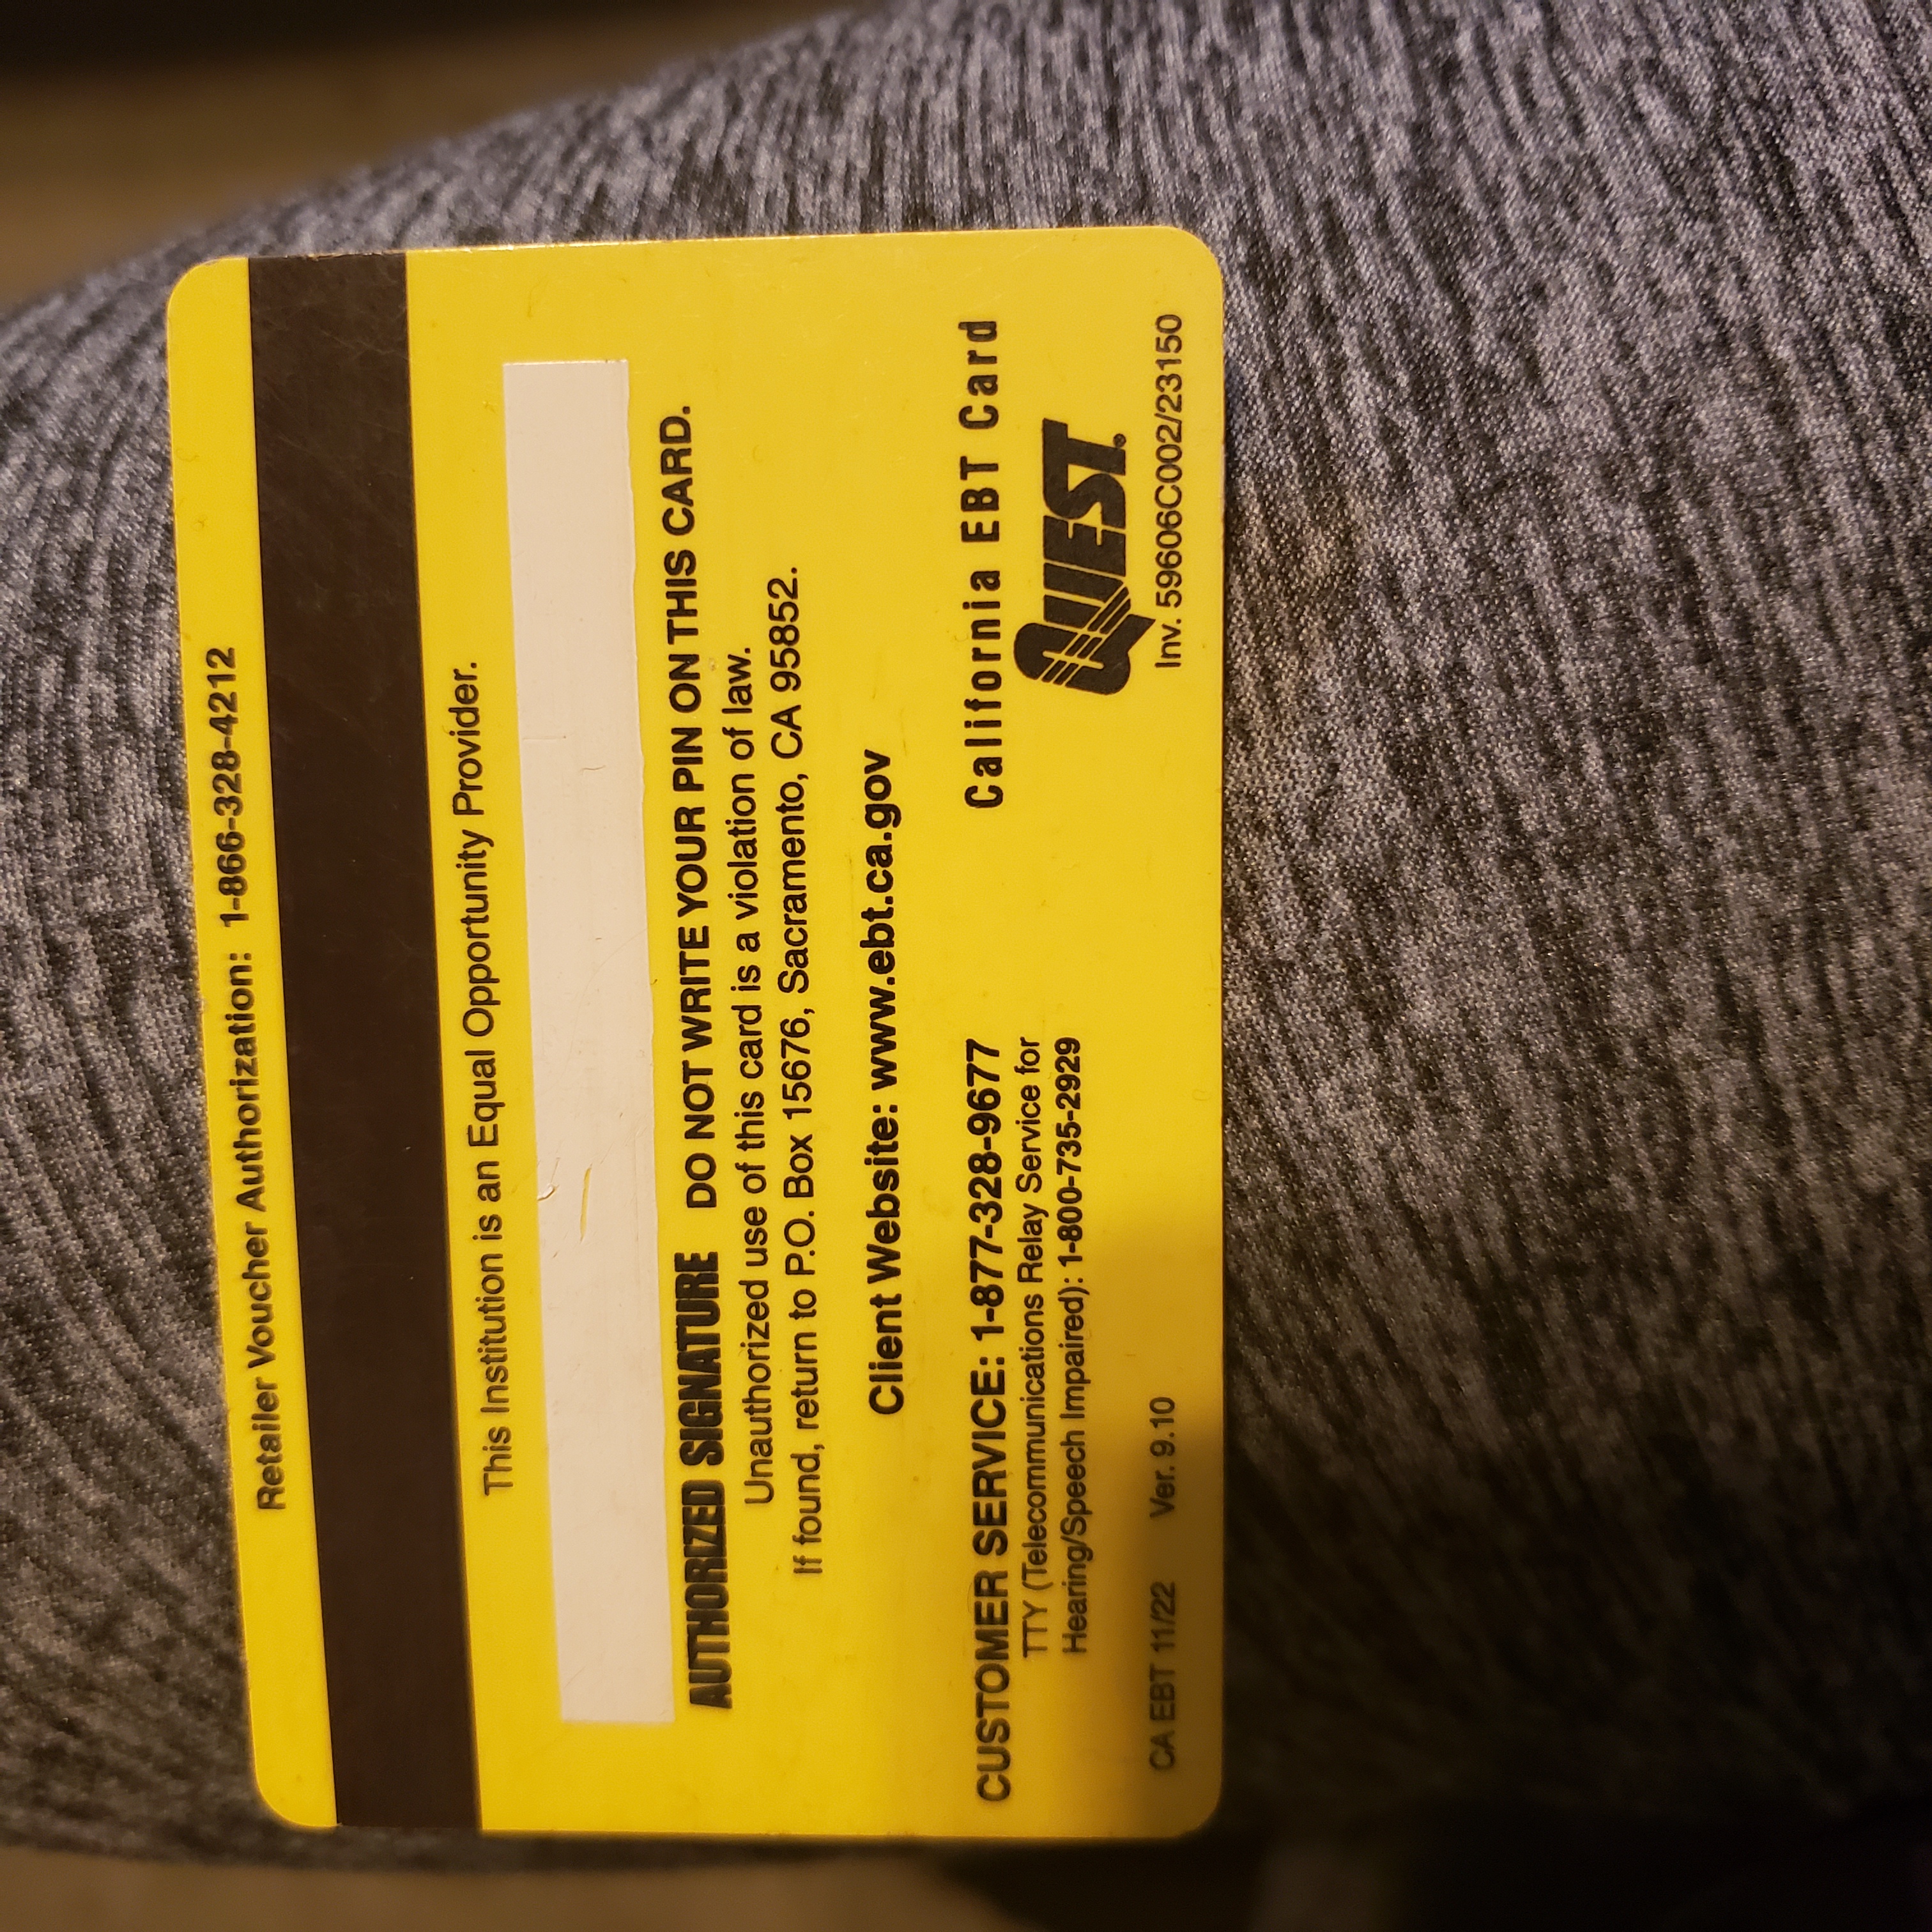 Retailer Voucher Authorization: 1-866-328-4212
This Institution is an Equal Opportunity Provider.
AUTHORIZED SIGNATURE DO NOT WRITE YOUR PIN ON THIS CARD.
Unauthorized use of this card is a violation of law.
If found, return to P.O. Box 15676, Sacramento, CA 95852.
Client Website: www.ebt.ca.gov
CUSTOMER SERVICE: 1-877-328-9677
TTY (Telecommunications Relay Service for
Hearing/Speech Impaired): 1-800-735-2929
CA EBT 11/22 Ver. 9.10
California EBT Card
QUEST®
Inv. 59606C002/23150